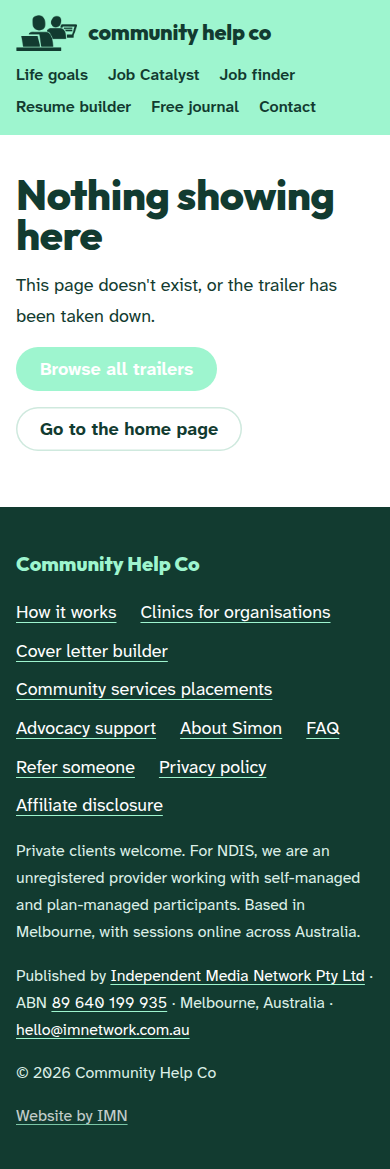 community help co
Life goals Job Catalyst Job finder
Resume builder Free journal Contact
Nothing showing
here
This page doesn't exist, or the trailer has
been taken down.
Browse all trailers
Go to the home page
Community Help Co
How it works Clinics for organisations
Cover letter builder
Community services placements
Advocacy support About Simon FAQ
Refer someone Privacy policy
Affiliate disclosure
Private clients welcome. For NDIS, we are an
unregistered provider working with self-managed
and plan-managed participants. Based in
Melbourne, with sessions online across Australia.
Published by Independent Media Network Pty Ltd ·
ABN 89 640 199 935 · Melbourne, Australia ·
hello@imnetwork.com.au
© 2026 Community Help Co
Website by IMN